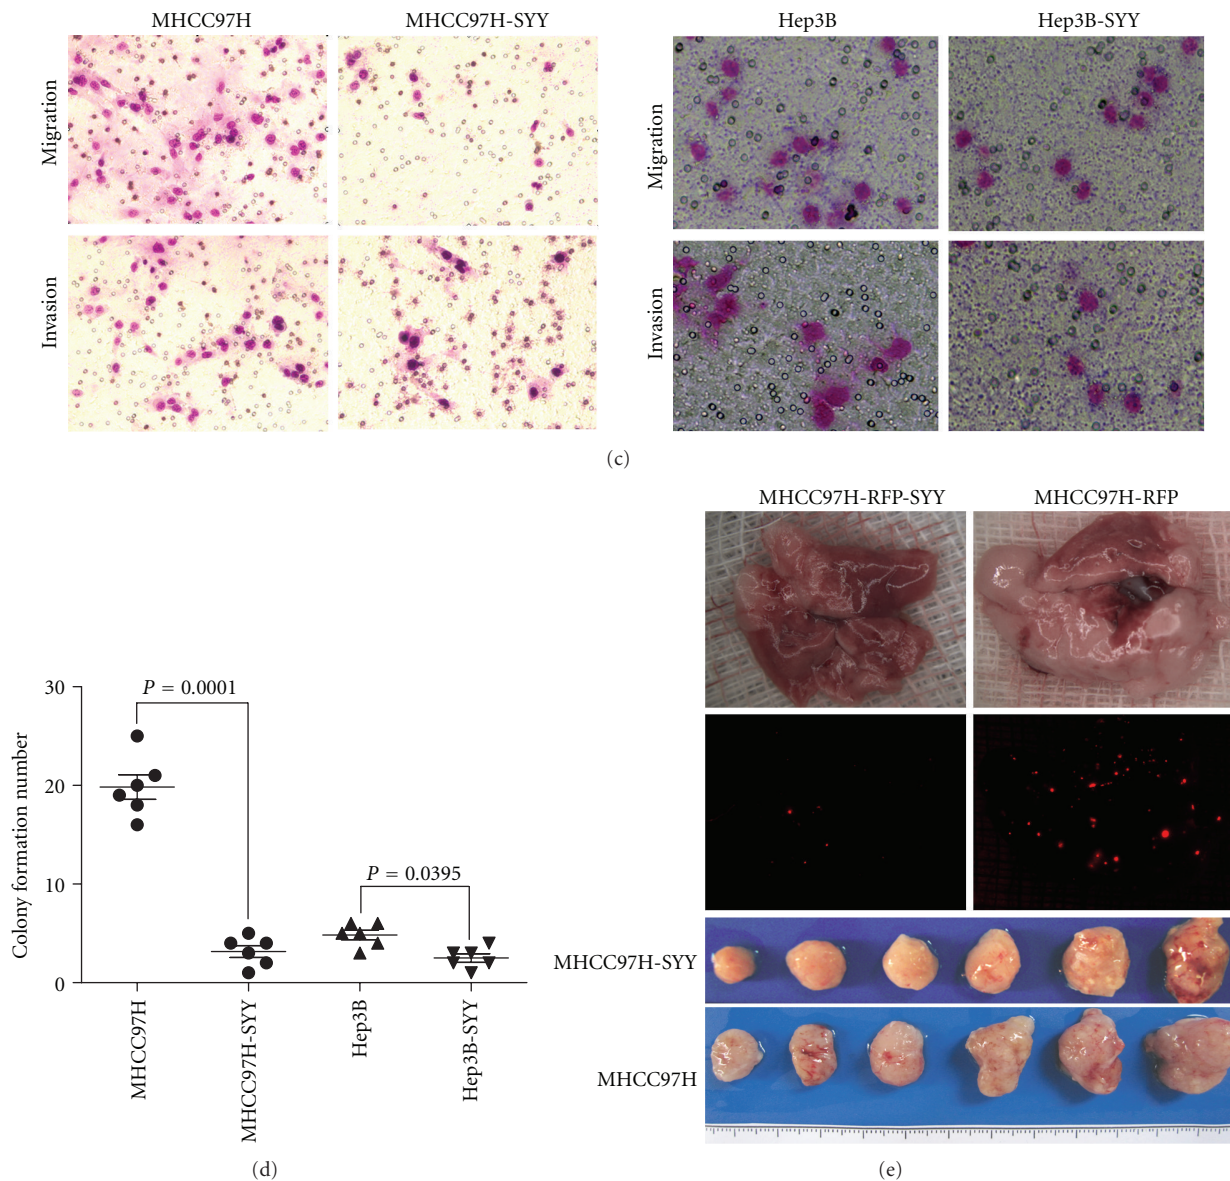 MHCC97H
MHCC97H-SYY
Hep3B
Hep3B-SYY
Migration
Invasion
Migration
Invasion
(c)
MHCC97H-RFP-SYY
MHCC97H-RFP
MHCC97H-SYY
MHCC97H
(e)
Colony formation number
30
20
10
0
P = 0.0001
P = 0.0395
MHCC97H
MHCC97H-SYY
Hep3B
Hep3B-SYY
(d)